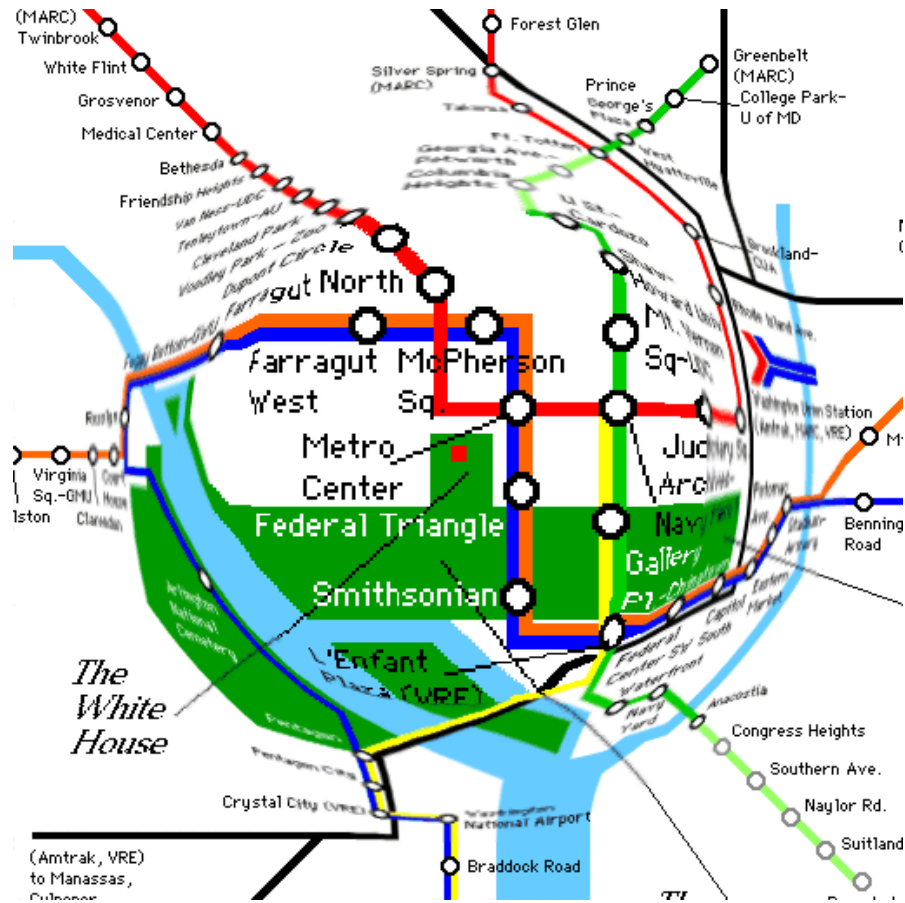 (MARC)
Twinbrook
White Flint
Grosvenor
Medical Center
Bethesda
Friendship Heights
Van Ness-UDC
Tenleytown-AU
Cleveland Park
Woodley Park - Zoo
Dupont Circle
Farragut North
Forest Glen
Silver Spring
(MARC)
Takoma
Ft. Totten
Georgia Ave.-
Petworth
Columbia
Heights
U St.-
Cardozo
Shaw-
Howard Univ.
Mt. Vernon
Sq-UDC
Greenbelt
(MARC)
College Park-
U of MD
Prince
George's
Plaza
West
Hyattsville
Brookland-
CUA
Rhode Island Ave.
Washington Union Station
(Amtrak, MARC, VRE)
Foggy Bottom-GWU
Farragut
West
McPherson
Sq.
Metro
Center
Federal Triangle
Smithsonian
L'Enfant
Plaza (VRE)
Gallery
Pl-Chinatown
Rosslyn
Court
House
Clarendon
Virginia
Sq.-GMU
lston
Arlington
National
Cemetery
The
White
House
Pentagon
Pentagon City
Crystal City (VRE)
Washington
National Airport
Braddock Road
(Amtrak, VRE)
to Manassas,
Culpeper
Federal
Center SW
Capitol
South
Eastern
Market
Potomac
Ave.
Stadium-
Armory
Benning
Road
Waterfront
Navy
Yard
Anacostia
Congress Heights
Southern Ave.
Naylor Rd.
Suitland